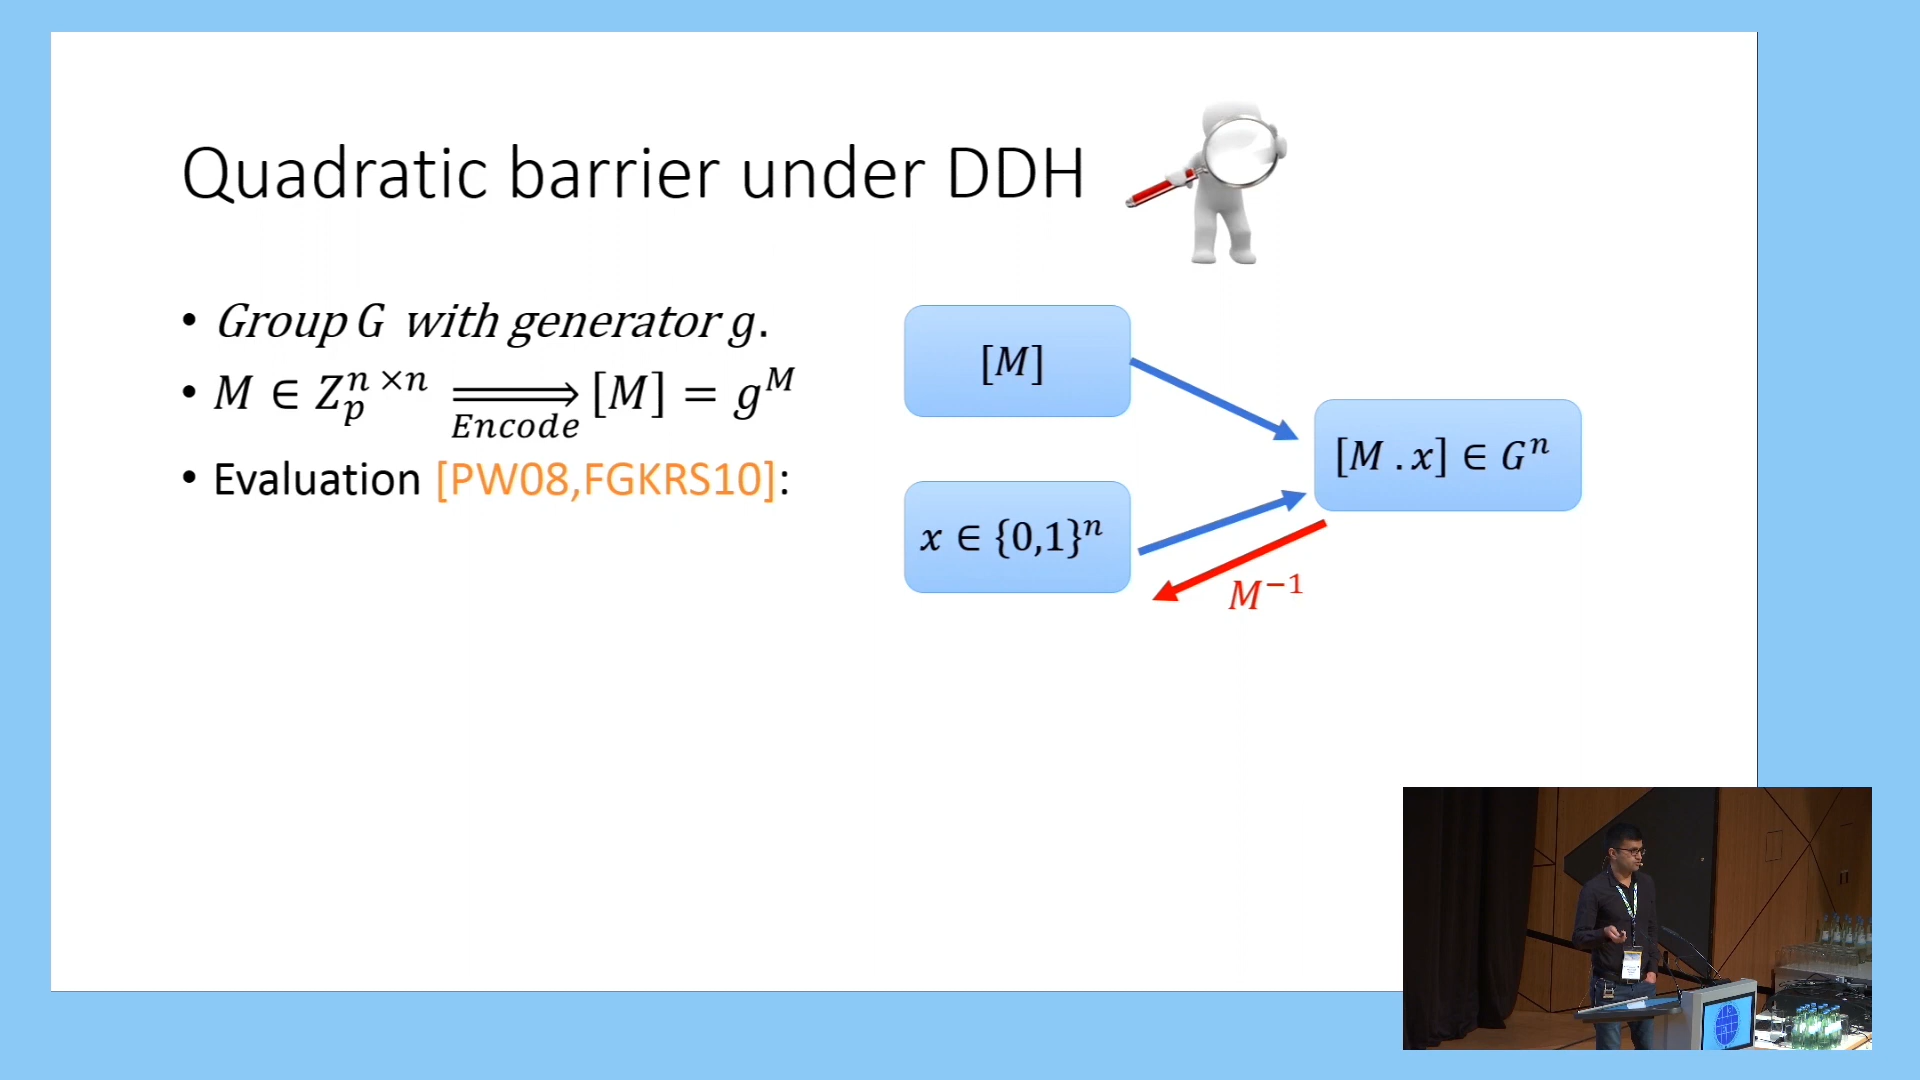 Quadratic barrier under DDH
• Group G with generator g.
• M ∈ Z_p^{n×n} ⟹ [M] = g^M
Encode
• Evaluation [PW08,FGKRS10]:
[M]
[M . x] ∈ G^n
x ∈ {0,1}^n
M^{−1}